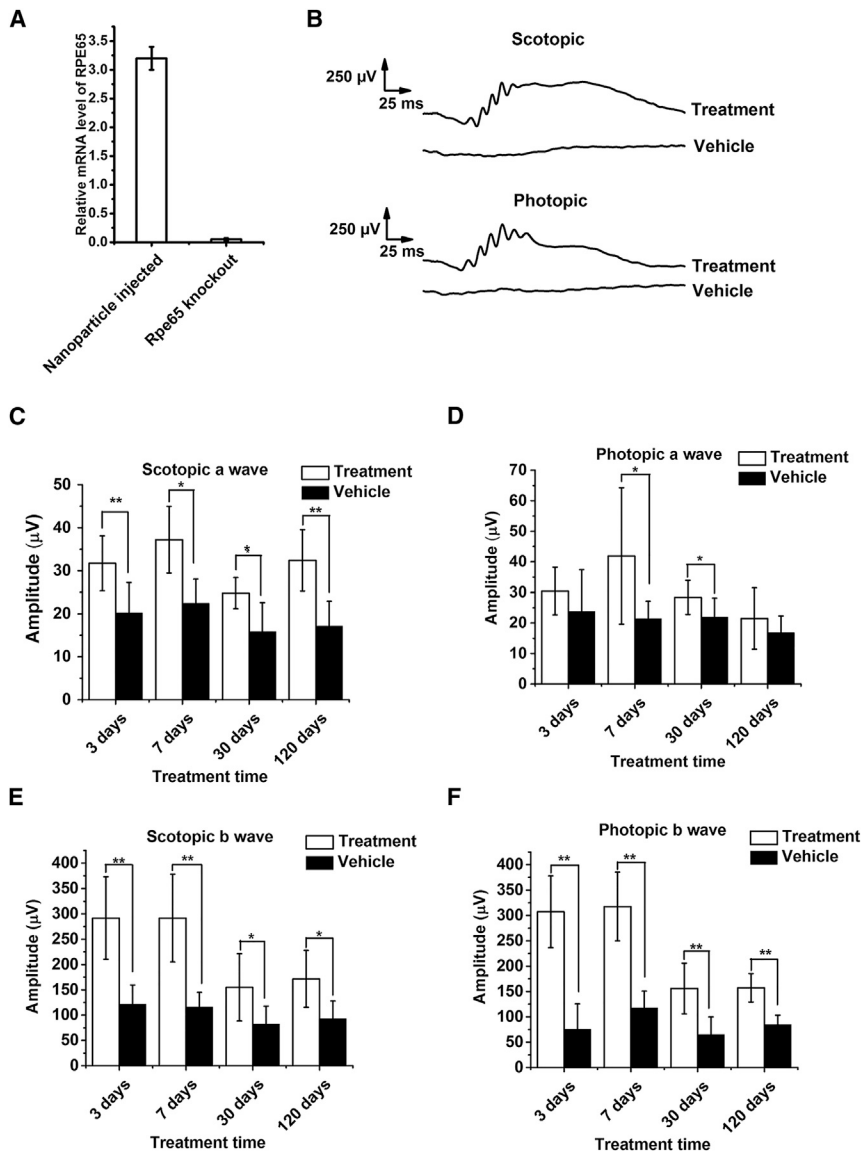 A
Relative mRNA level of RPE65
3.5
3.0
2.5
2.0
1.5
1.0
0.5
0.0
Nanoparticle injected
Rpe65 knockout
B
Scotopic
250 μV
25 ms
Treatment
Vehicle
Photopic
250 μV
25 ms
Treatment
Vehicle
C
Scotopic a wave
Treatment
Vehicle
Amplitude (μV)
50
40
30
20
10
0
**
*
*
**
3 days
7 days
30 days
120 days
Treatment time
D
Photopic a wave
Treatment
Vehicle
Amplitude (μV)
70
60
50
40
30
20
10
0
*
*
3 days
7 days
30 days
120 days
Treatment time
E
Scotopic b wave
Treatment
Vehicle
Amplitude (μV)
400
350
300
250
200
150
100
50
0
**
**
*
*
3 days
7 days
30 days
120 days
Treatment time
F
Photopic b wave
Treatment
Vehicle
Amplitude (μV)
400
350
300
250
200
150
100
50
0
**
**
**
**
3 days
7 days
30 days
120 days
Treatment time